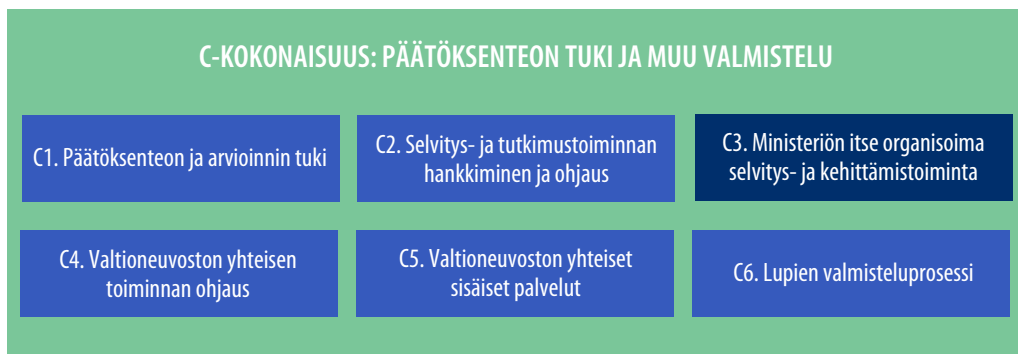 C-KOKONAISUUS: PÄÄTÖKSENTEON TUKI JA MUU VALMISTELU
C1. Päätöksenteon ja arvioinnin tuki
C2. Selvitys- ja tutkimustoiminnan
hankkiminen ja ohjaus
C3. Ministeriön itse organisoima
selvitys- ja kehittämistoiminta
C4. Valtioneuvoston yhteisen
toiminnan ohjaus
C5. Valtioneuvoston yhteiset
sisäiset palvelut
C6. Lupien valmisteluprosessi